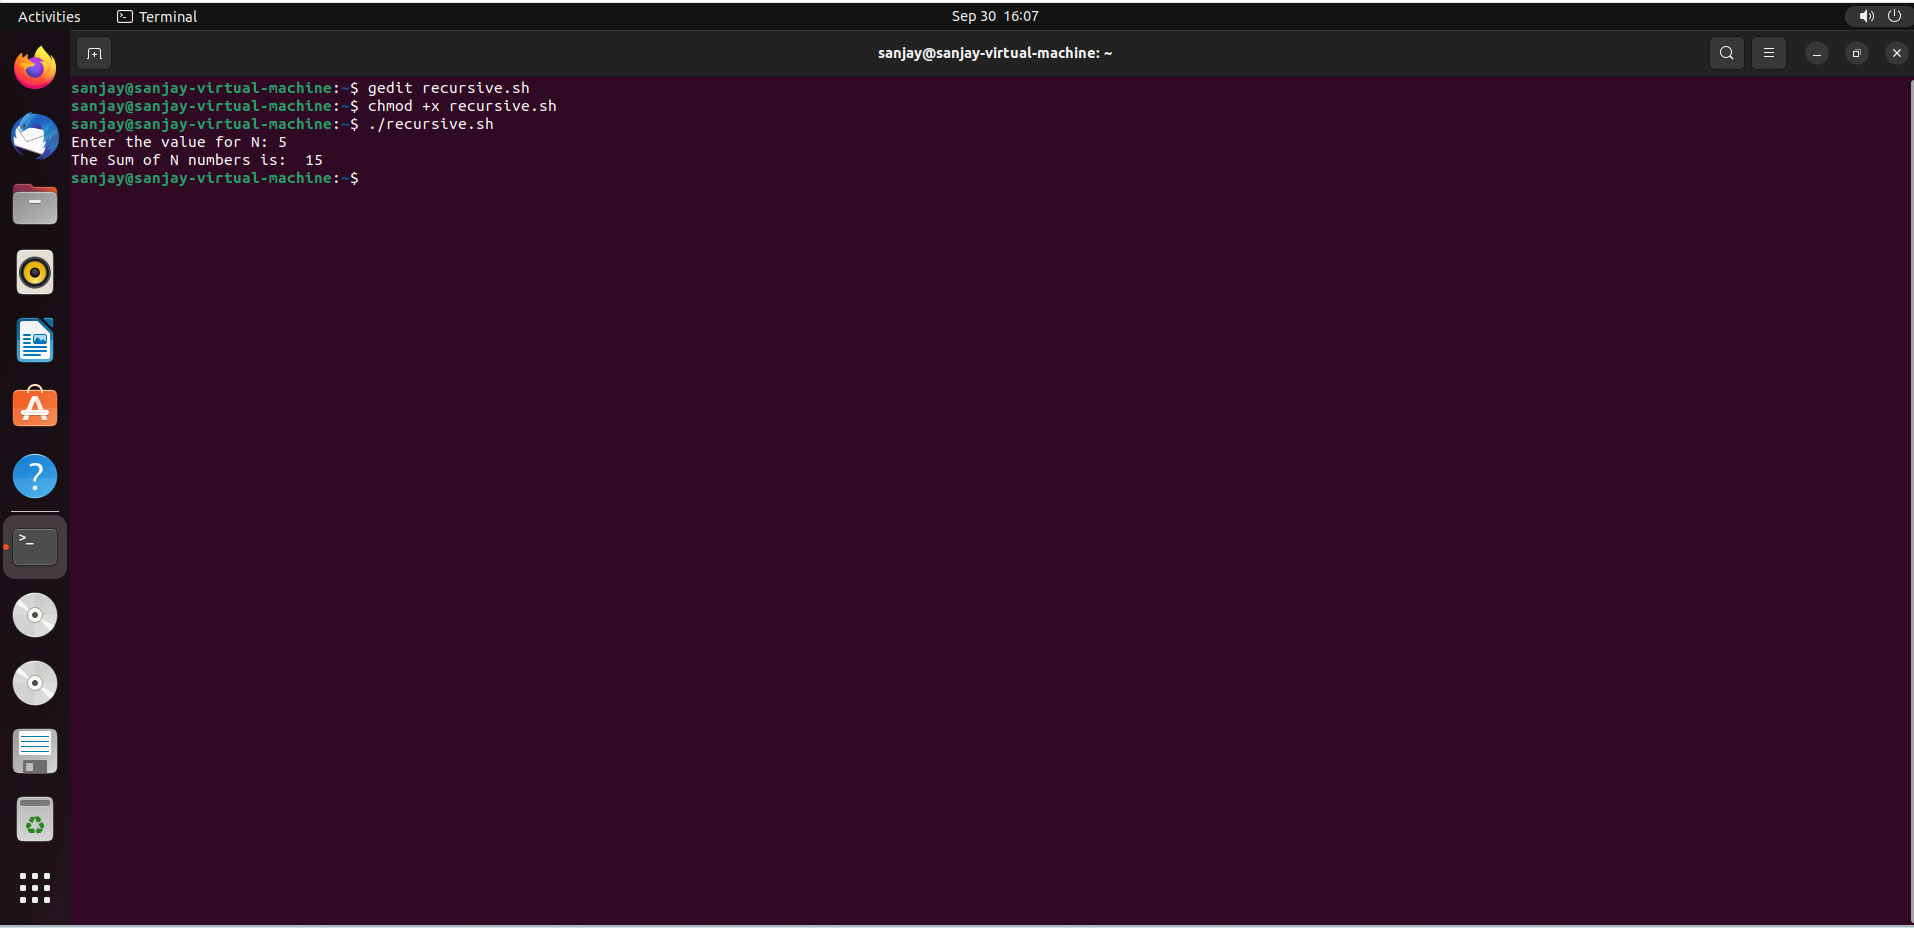 Activities Terminal Sep 30 16:07
sanjay@sanjay-virtual-machine: ~
sanjay@sanjay-virtual-machine:~$ gedit recursive.sh
sanjay@sanjay-virtual-machine:~$ chmod +x recursive.sh
sanjay@sanjay-virtual-machine:~$ ./recursive.sh
Enter the value for N: 5
The Sum of N numbers is:  15
sanjay@sanjay-virtual-machine:~$